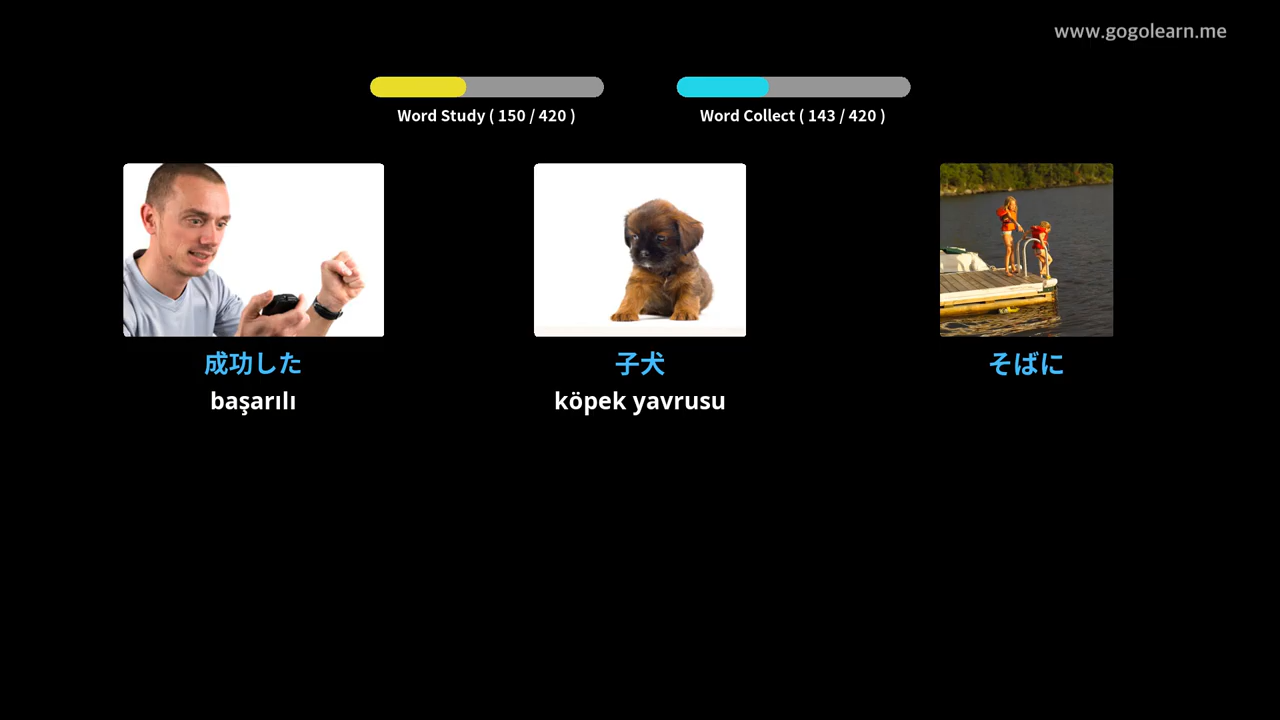 www.gogolearn.me
Word Study ( 150 / 420 )
Word Collect ( 143 / 420 )
成功した
başarılı
子犬
köpek yavrusu
そばに